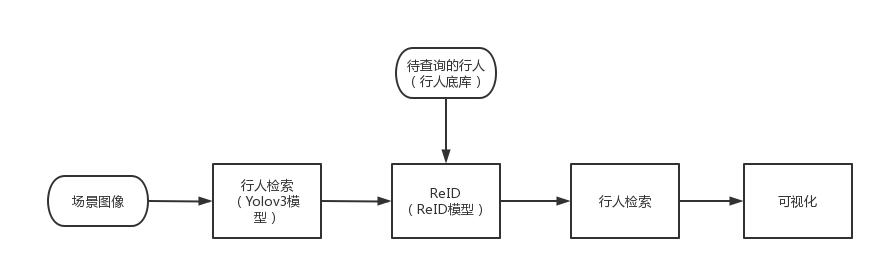 待查询的行人
（行人底库）
场景图像
行人检索
（Yolov3模
型）
ReID
（ReID模型）
行人检索
可视化